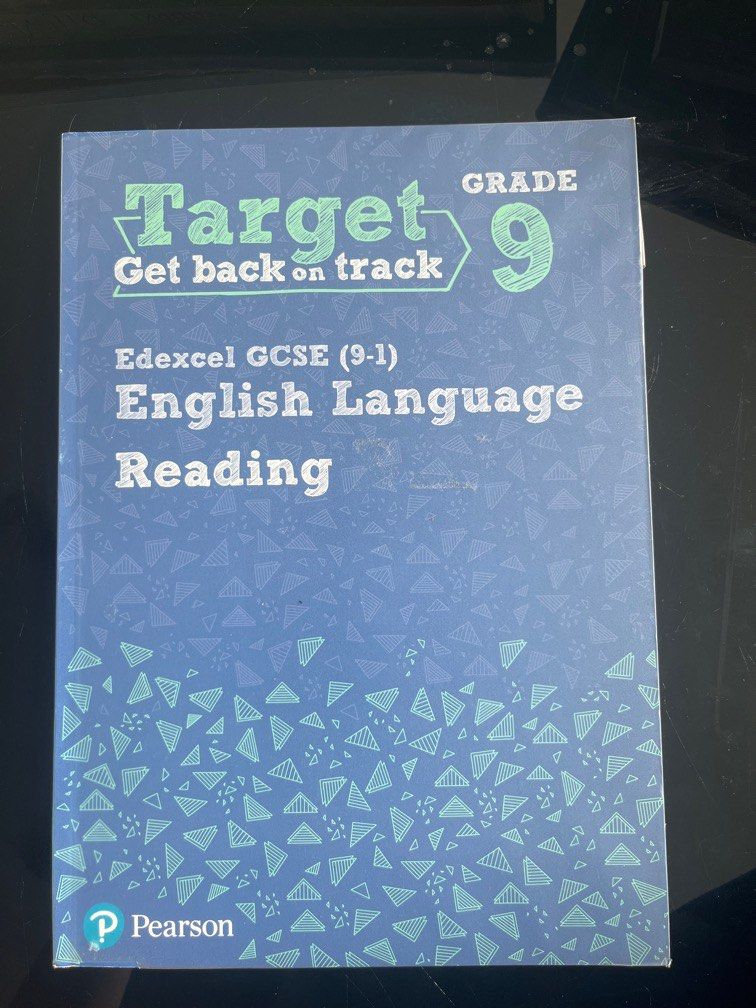 GRADE
Target 9
Get back on track
Edexcel GCSE (9-1)
English Language
Reading
Pearson